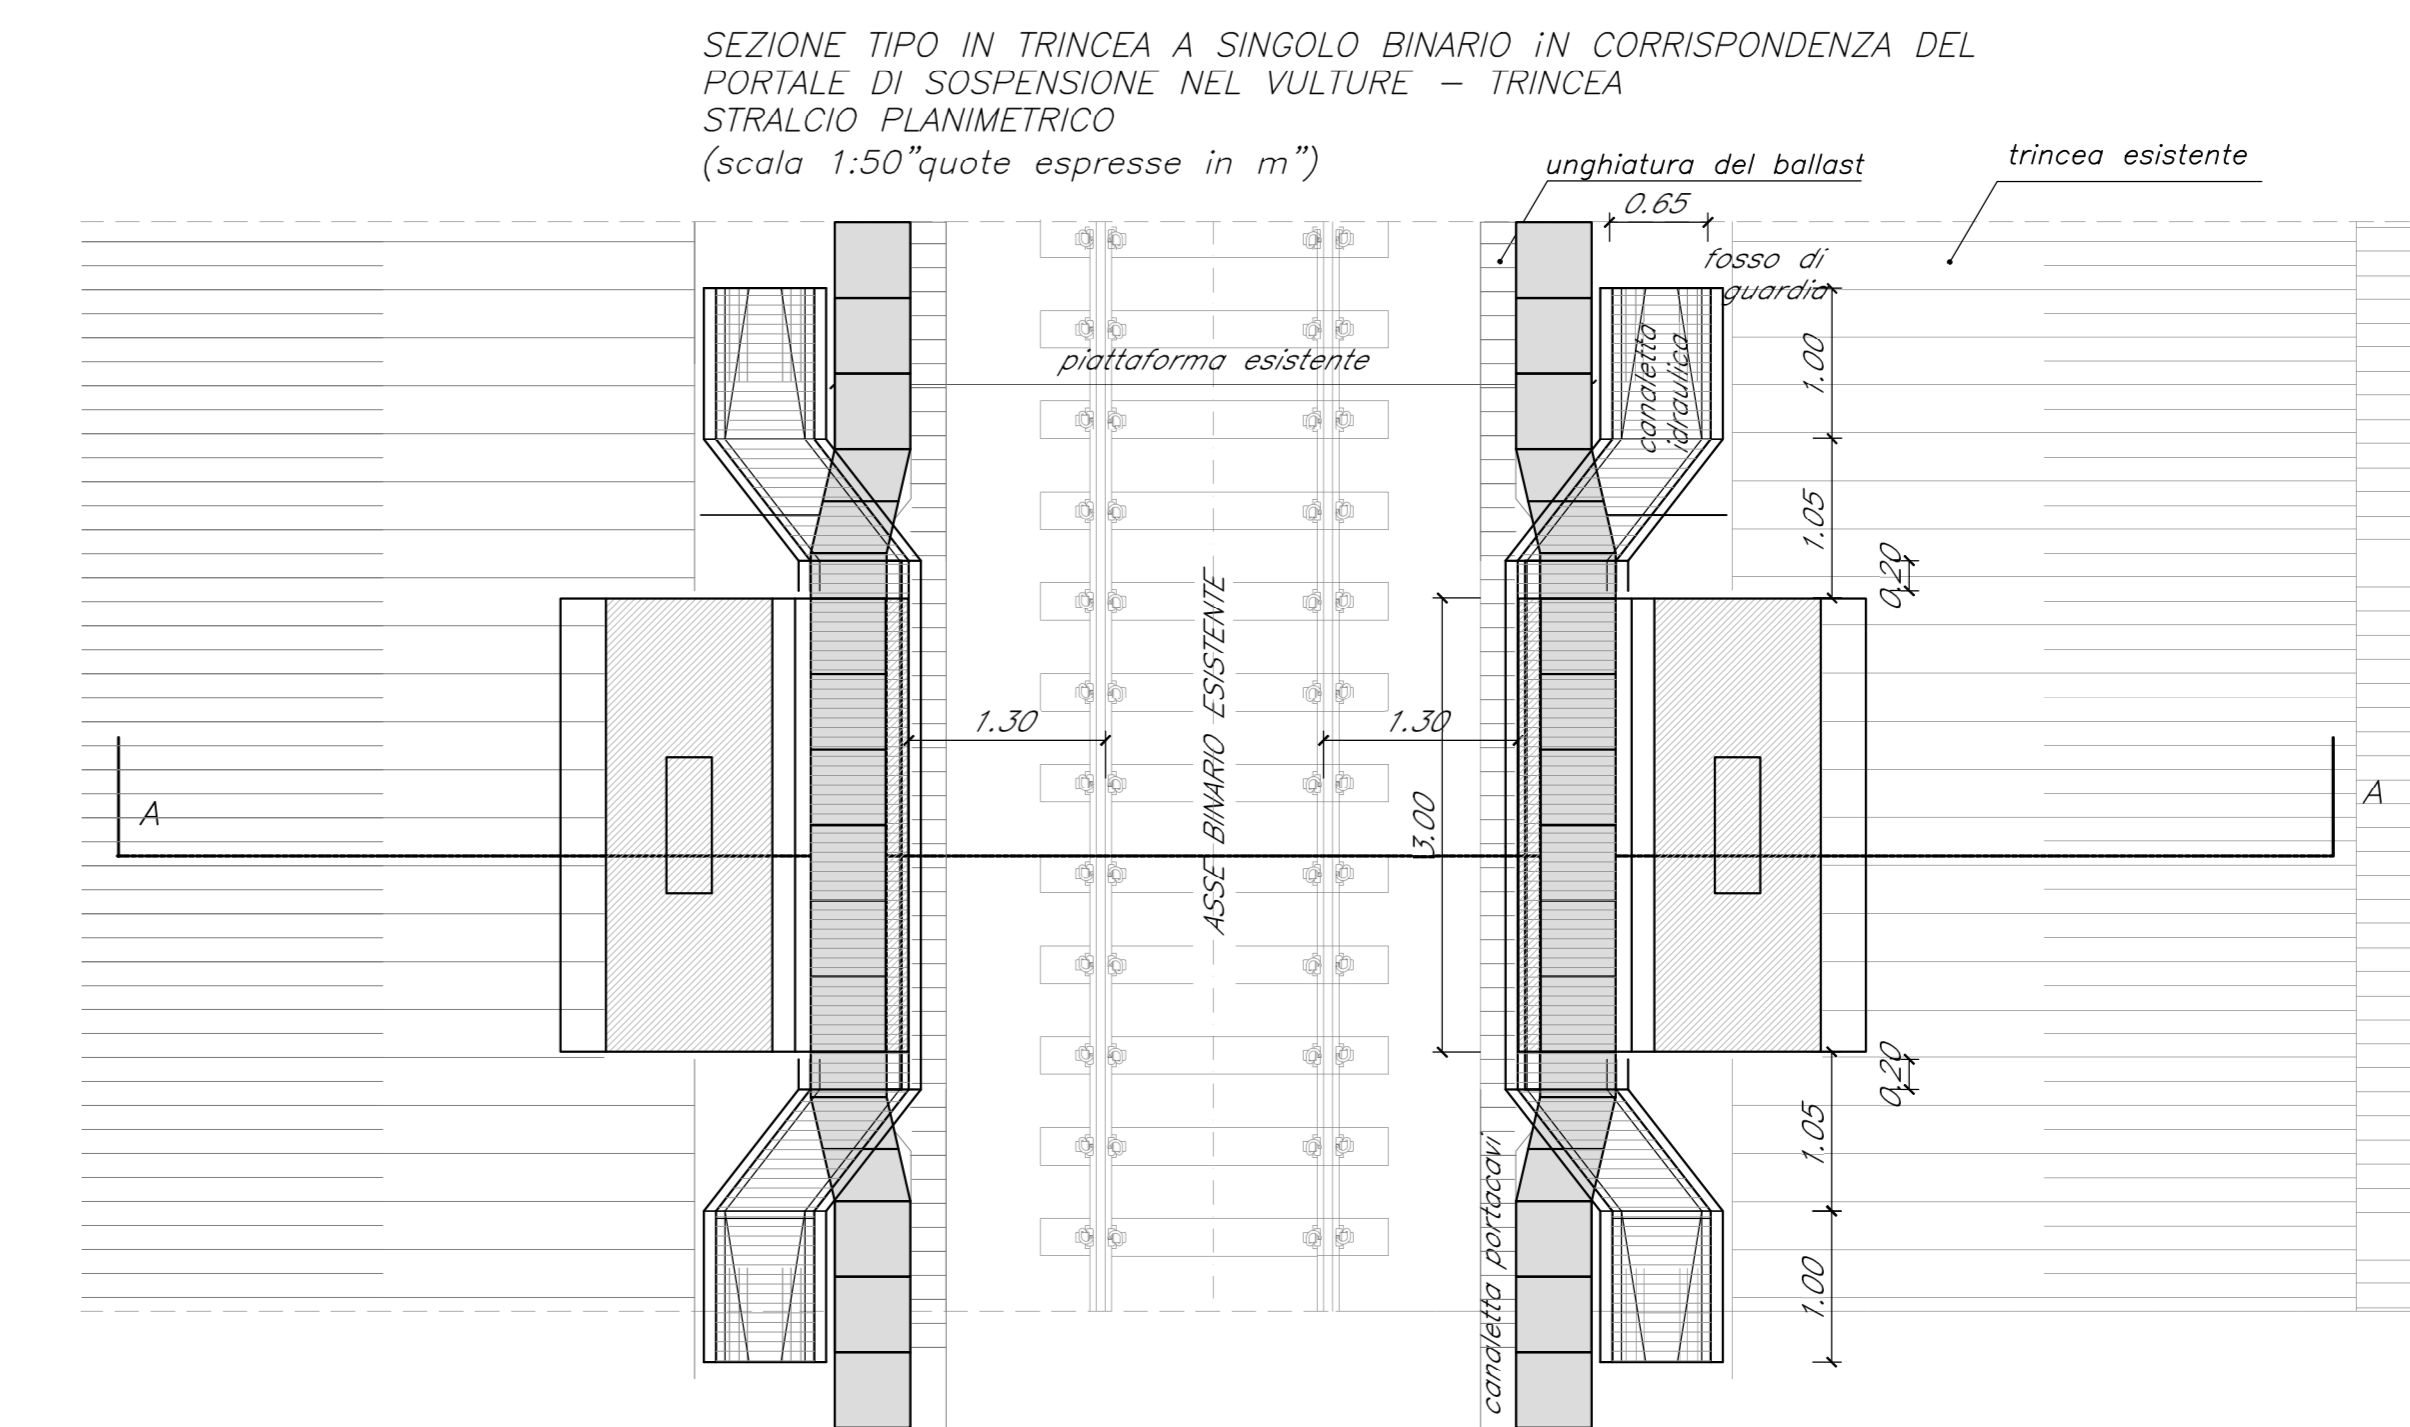 SEZIONE TIPO IN TRINCEA A SINGOLO BINARIO iN CORRISPONDENZA DEL
PORTALE DI SOSPENSIONE NEL VULTURE – TRINCEA
STRALCIO PLANIMETRICO
(scala 1:50"quote espresse in m")
unghiatura del ballast
trincea esistente
0.65
fosso di
guardia
canaletta
idraulica
piattaforma esistente
1.00
1.05
0.20
ASSE BINARIO ESISTENTE
1.30
1.30
3.00
A
A
0.20
1.05
canaletta portacavi
1.00